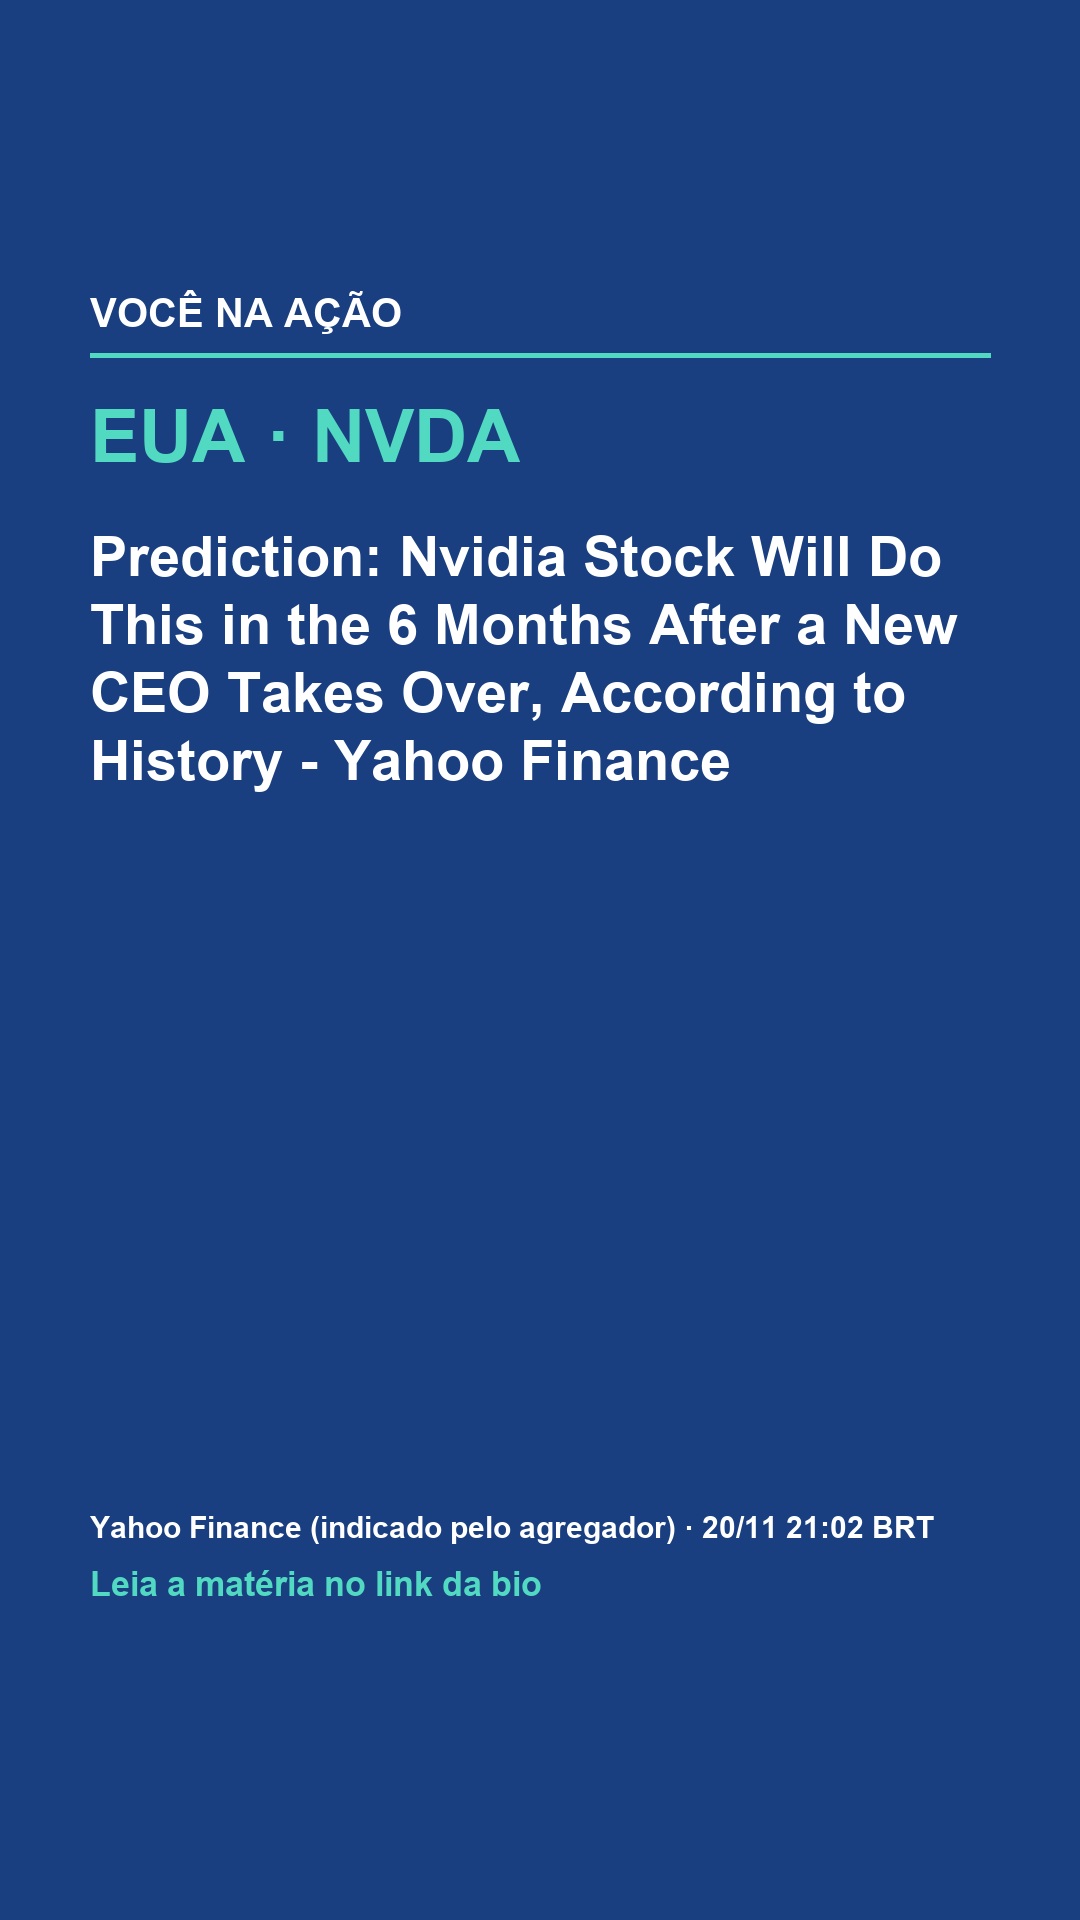 VOCÊ NA AÇÃO
EUA · NVDA
Prediction: Nvidia Stock Will Do
This in the 6 Months After a New
CEO Takes Over, According to
History - Yahoo Finance
Yahoo Finance (indicado pelo agregador) · 20/11 21:02 BRT
Leia a matéria no link da bio